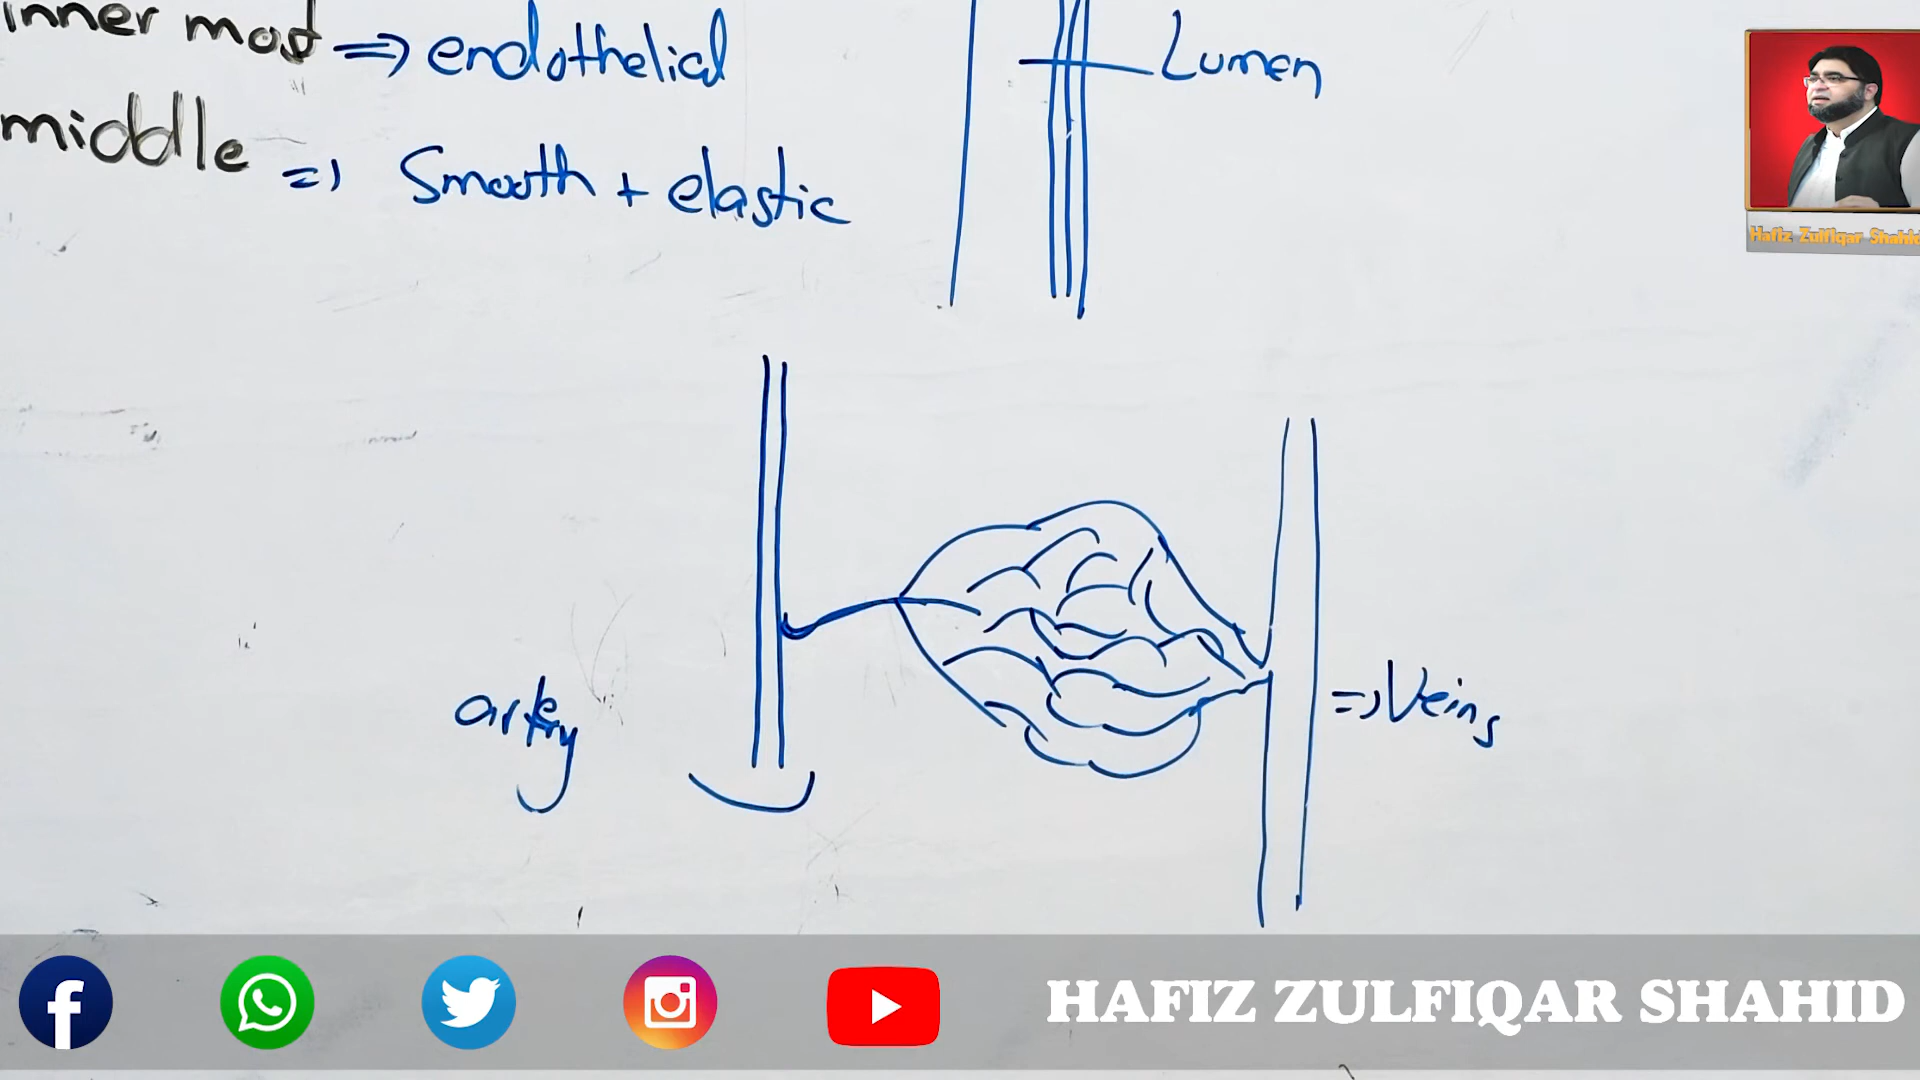 inner most => endothelial
Lumen
middle => Smooth + elastic
Hafiz Zulfiqar Shahid
artery
=> Veins
HAFIZ ZULFIQAR SHAHID